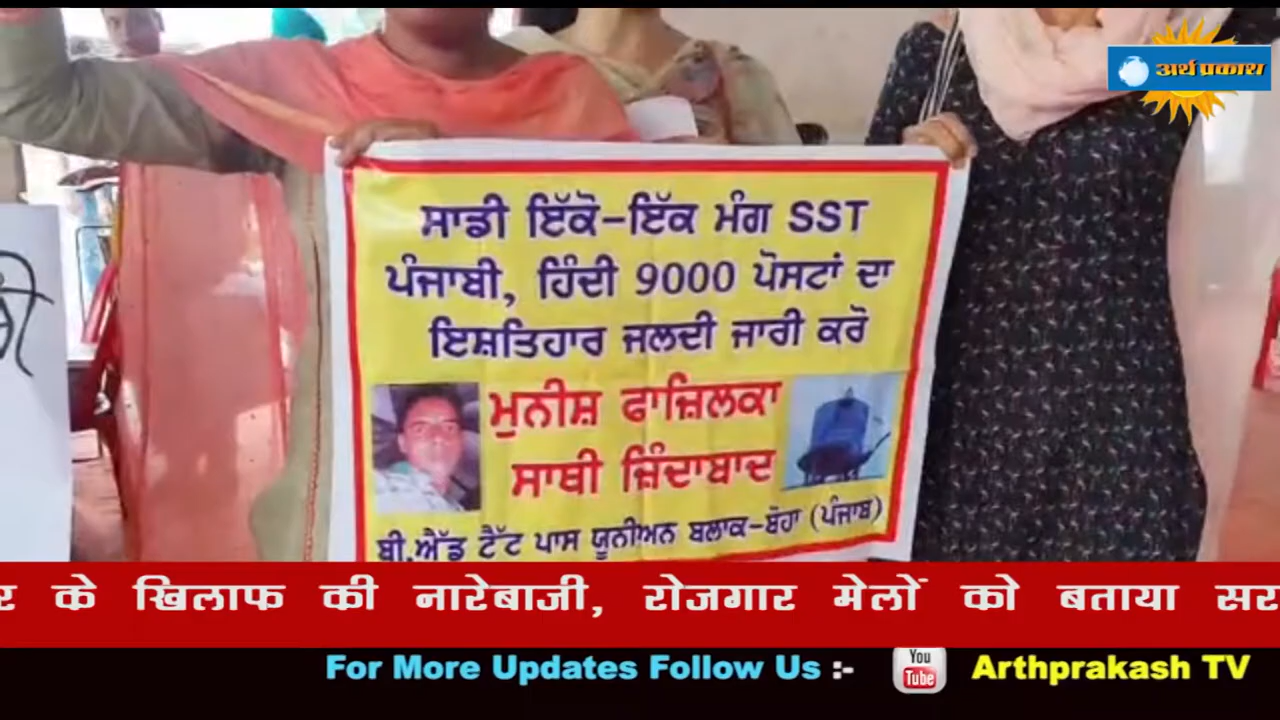 अर्थ प्रकाश
ਸਾਡੀ ਇੱਕੋ-ਇੱਕ ਮੰਗ SST
ਪੰਜਾਬੀ, ਹਿੰਦੀ 9000 ਪੋਸਟਾਂ ਦਾ
ਇਸ਼ਤਿਹਾਰ ਜਲਦੀ ਜਾਰੀ ਕਰੋ
ਮੁਨੀਸ਼ ਫਾਜ਼ਿਲਕਾ
ਸਾਥੀ ਜ਼ਿੰਦਾਬਾਦ
ਬੀ.ਐੱਡ ਟੈੱਟ ਪਾਸ ਯੂਨੀਅਨ ਬਲਾਕ-ਬੋਹਾ (ਪੰਜਾਬ)
र के खिलाफ की नारेबाजी, रोजगार मेलों को बताया सर
For More Updates Follow Us :- You Tube Arthprakash TV